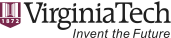 1872
VirginiaTech
Invent the Future